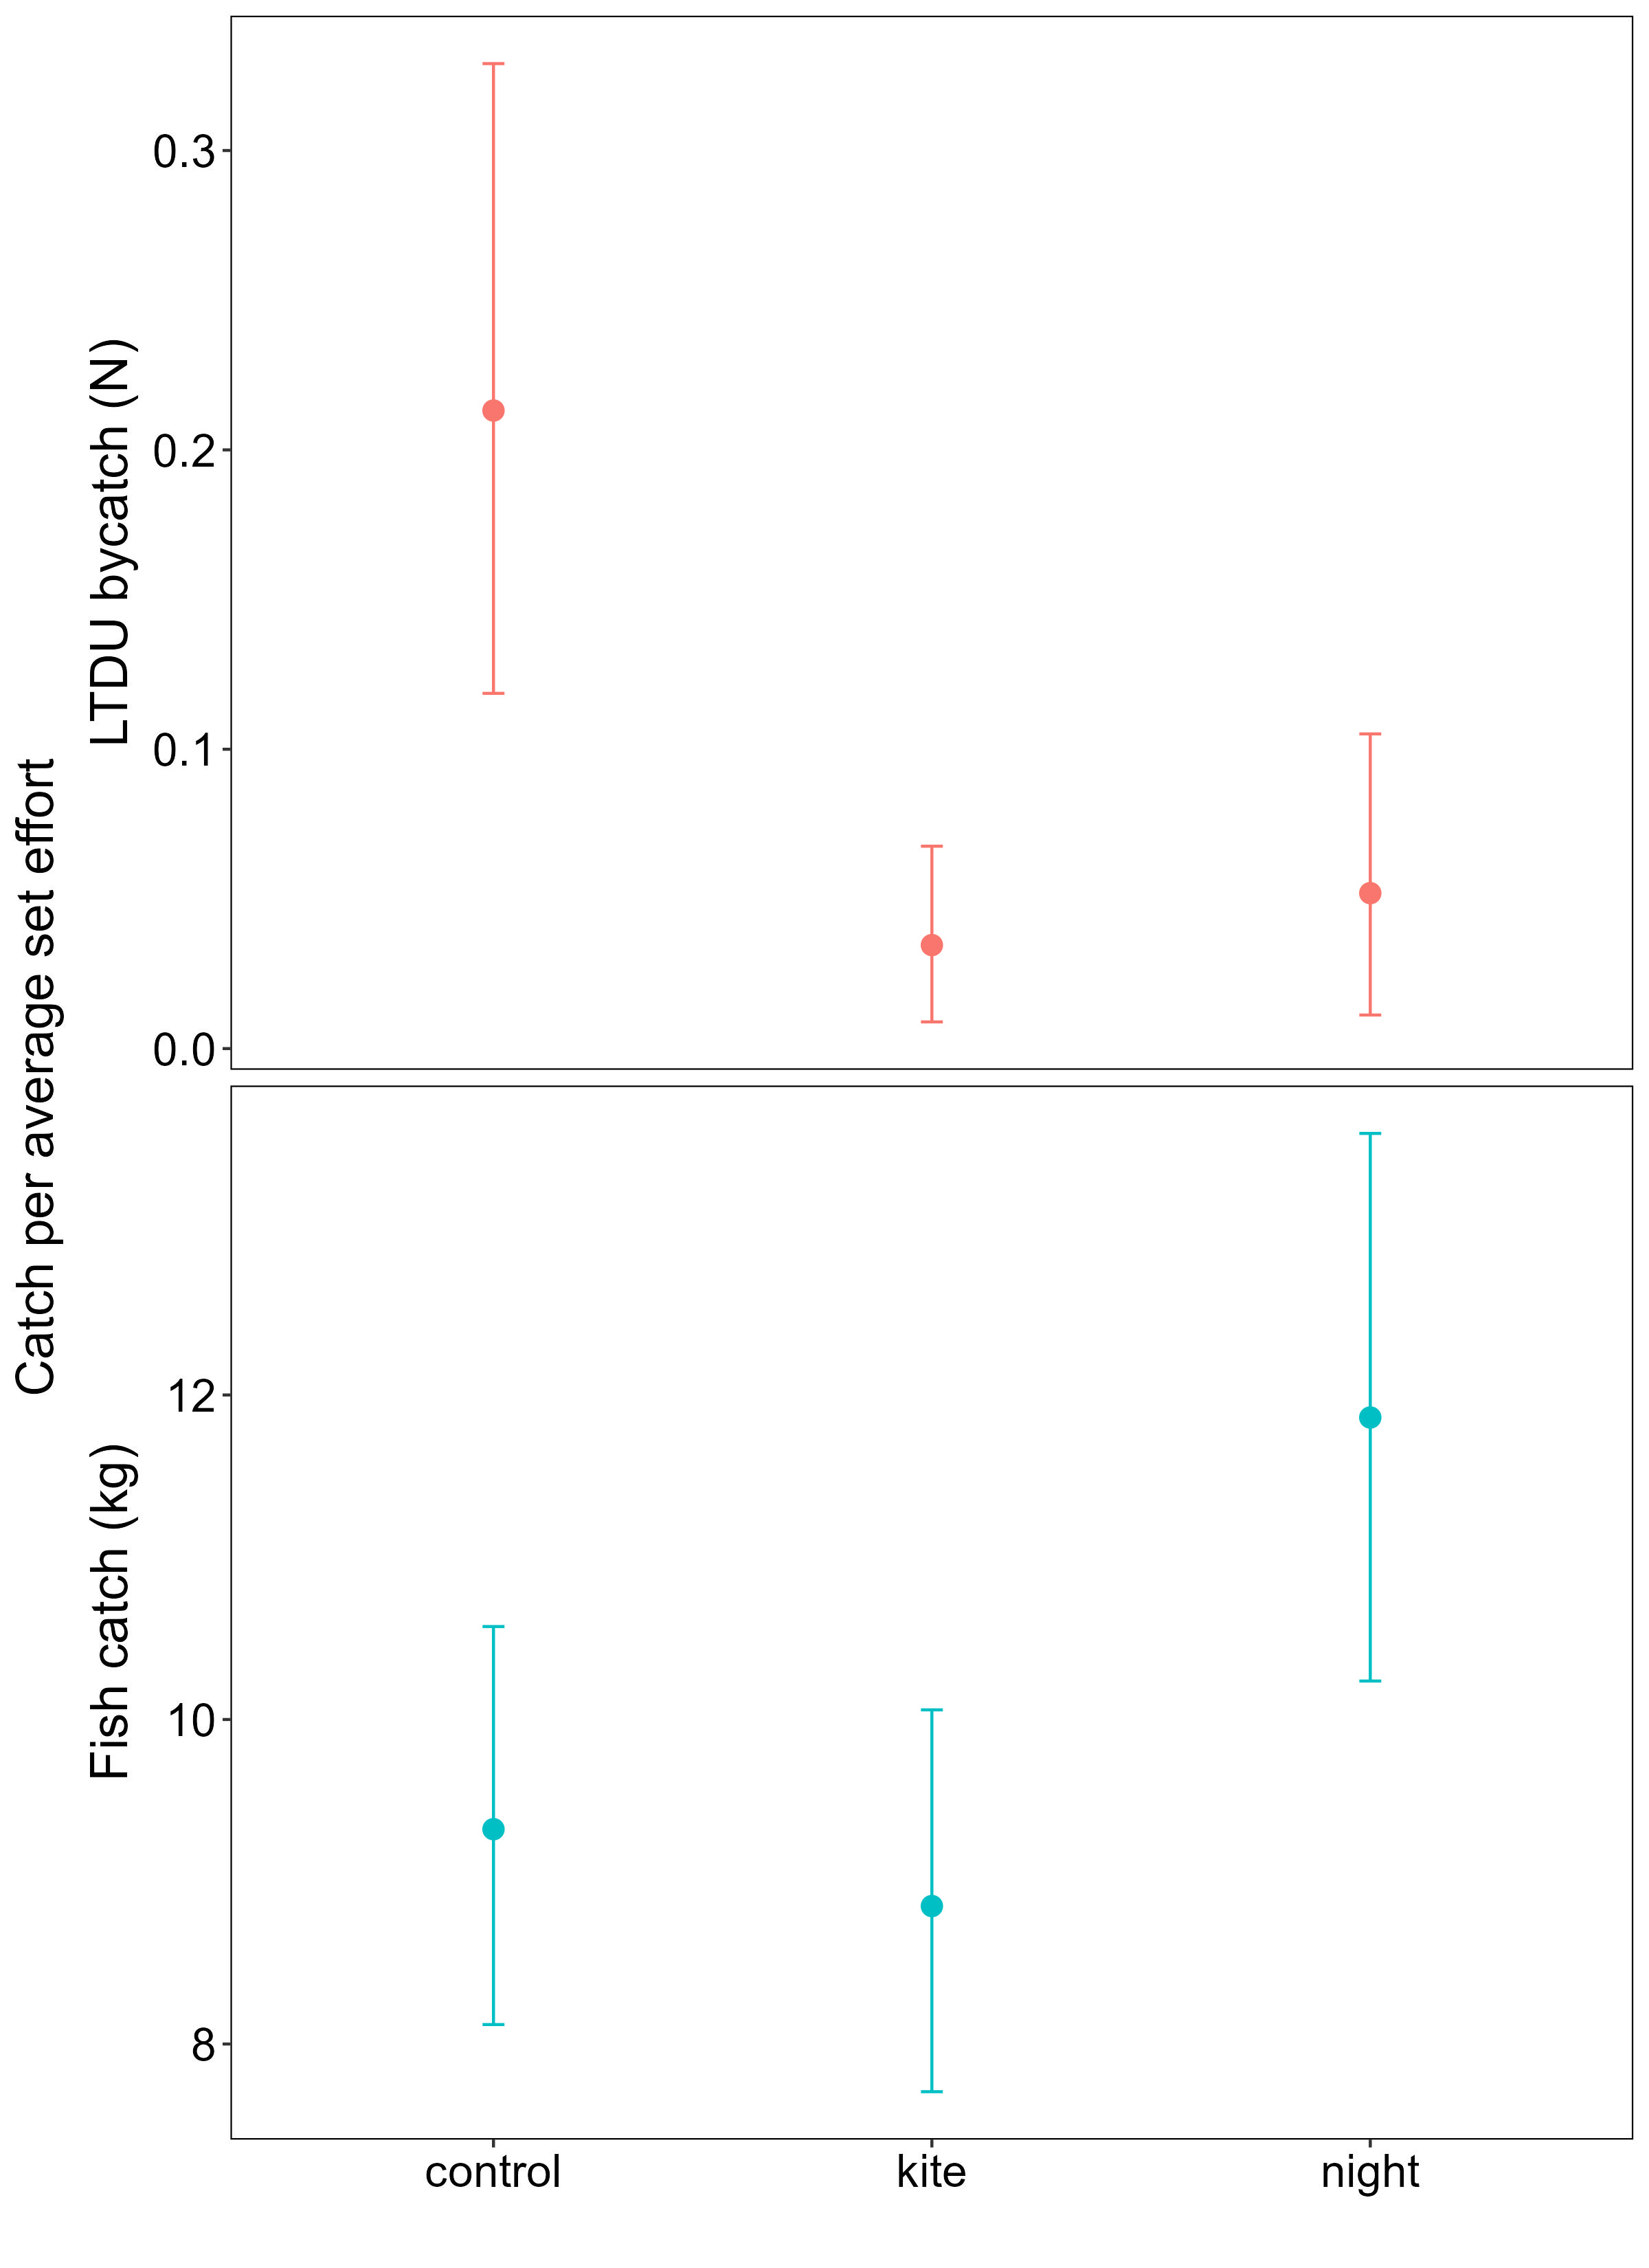 Catch per average set effort
LTDU bycatch (N)
0.3
0.2
0.1
0.0
Fish catch (kg)
12
10
8
control
kite
night